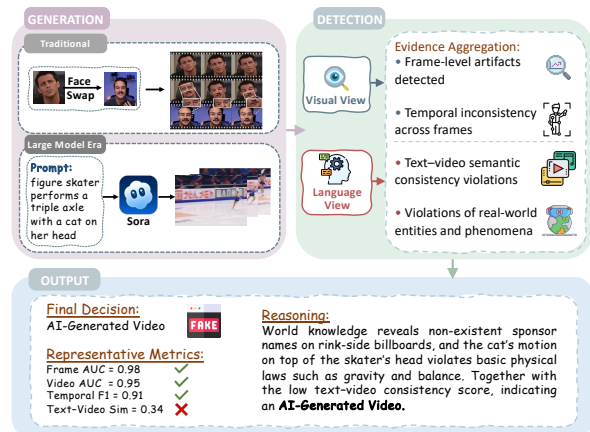 GENERATION
Traditional
Face
Swap
Large Model Era
Prompt:
figure skater
performs a
triple axle
with a cat on
her head
Sora
DETECTION
Visual View
Language
View
Evidence Aggregation:
• Frame-level artifacts
detected
• Temporal inconsistency
across frames
• Text–video semantic
consistency violations
• Violations of real-world
entities and phenomena
OUTPUT
Final Decision:
AI-Generated Video
FAKE
Representative Metrics:
Frame AUC = 0.98
Video AUC = 0.95
Temporal F1 = 0.91
Text-Video Sim = 0.34
Reasoning:
World knowledge reveals non-existent sponsor
names on rink-side billboards, and the cat's motion
on top of the skater's head violates basic physical
laws such as gravity and balance. Together with
the low text–video consistency score, indicating
an AI-Generated Video.